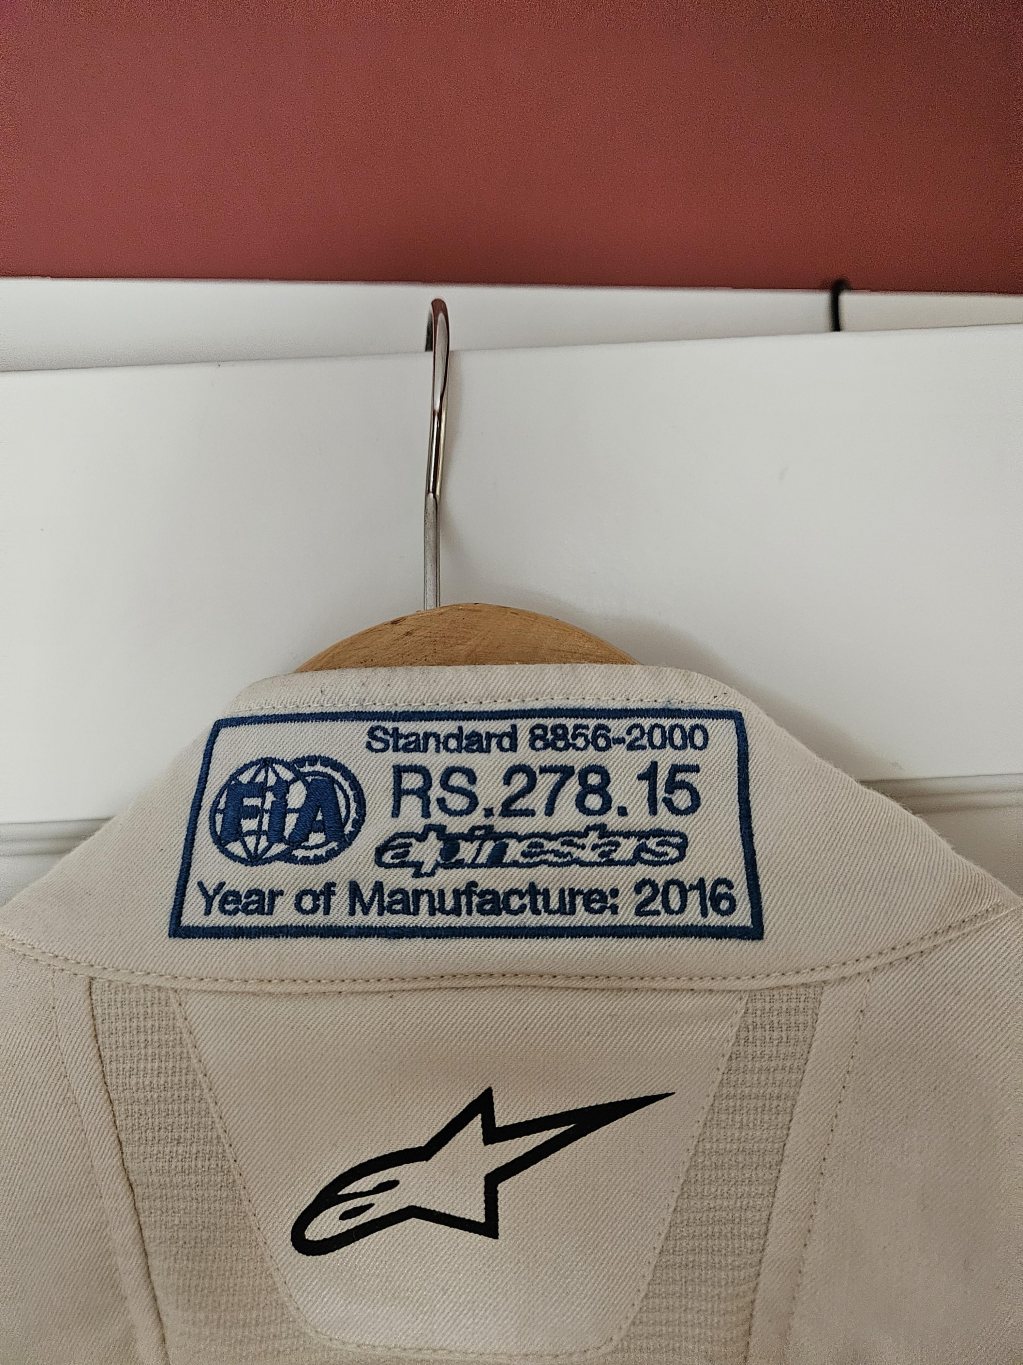 Standard 8856-2000
FIA
RS.278.15
alpinestars
Year of Manufacture: 2016